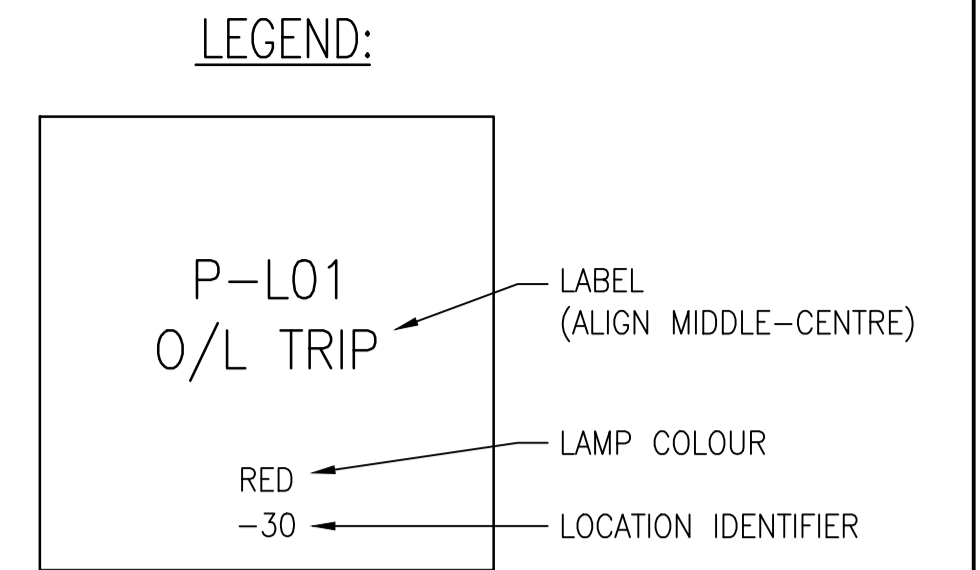 LEGEND:
P-L01
O/L TRIP
LABEL
(ALIGN MIDDLE-CENTRE)
RED
LAMP COLOUR
-30
LOCATION IDENTIFIER